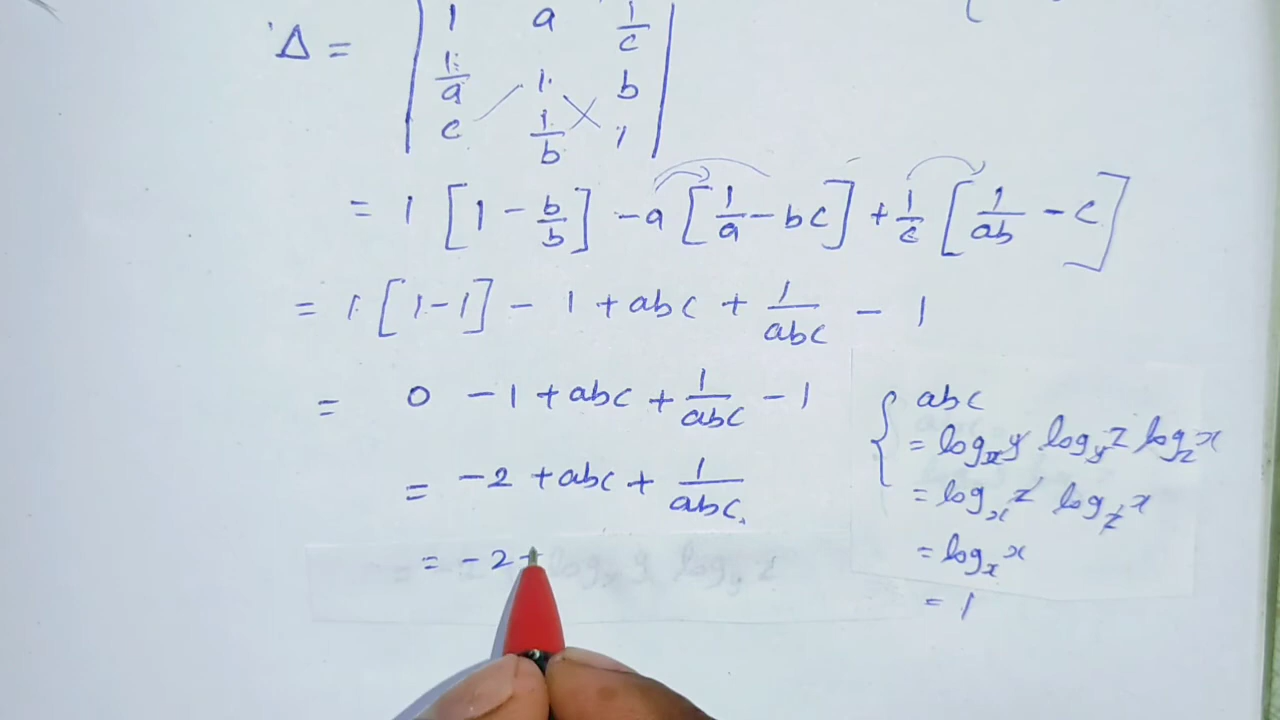 Δ = | 1 a 1/c |
| 1/a 1 b |
| c 1/b 1 |
= 1 [1 - b/b] - a [1/a - bc] + 1/c [1/ab - c]
= 1 [1-1] - 1 + abc + 1/abc - 1
= 0 - 1 + abc + 1/abc - 1
= -2 + abc + 1/abc
= -2 +
{ abc
= log_x y log_y z log_z x
= log_x z log_z x
= log_x x
= 1